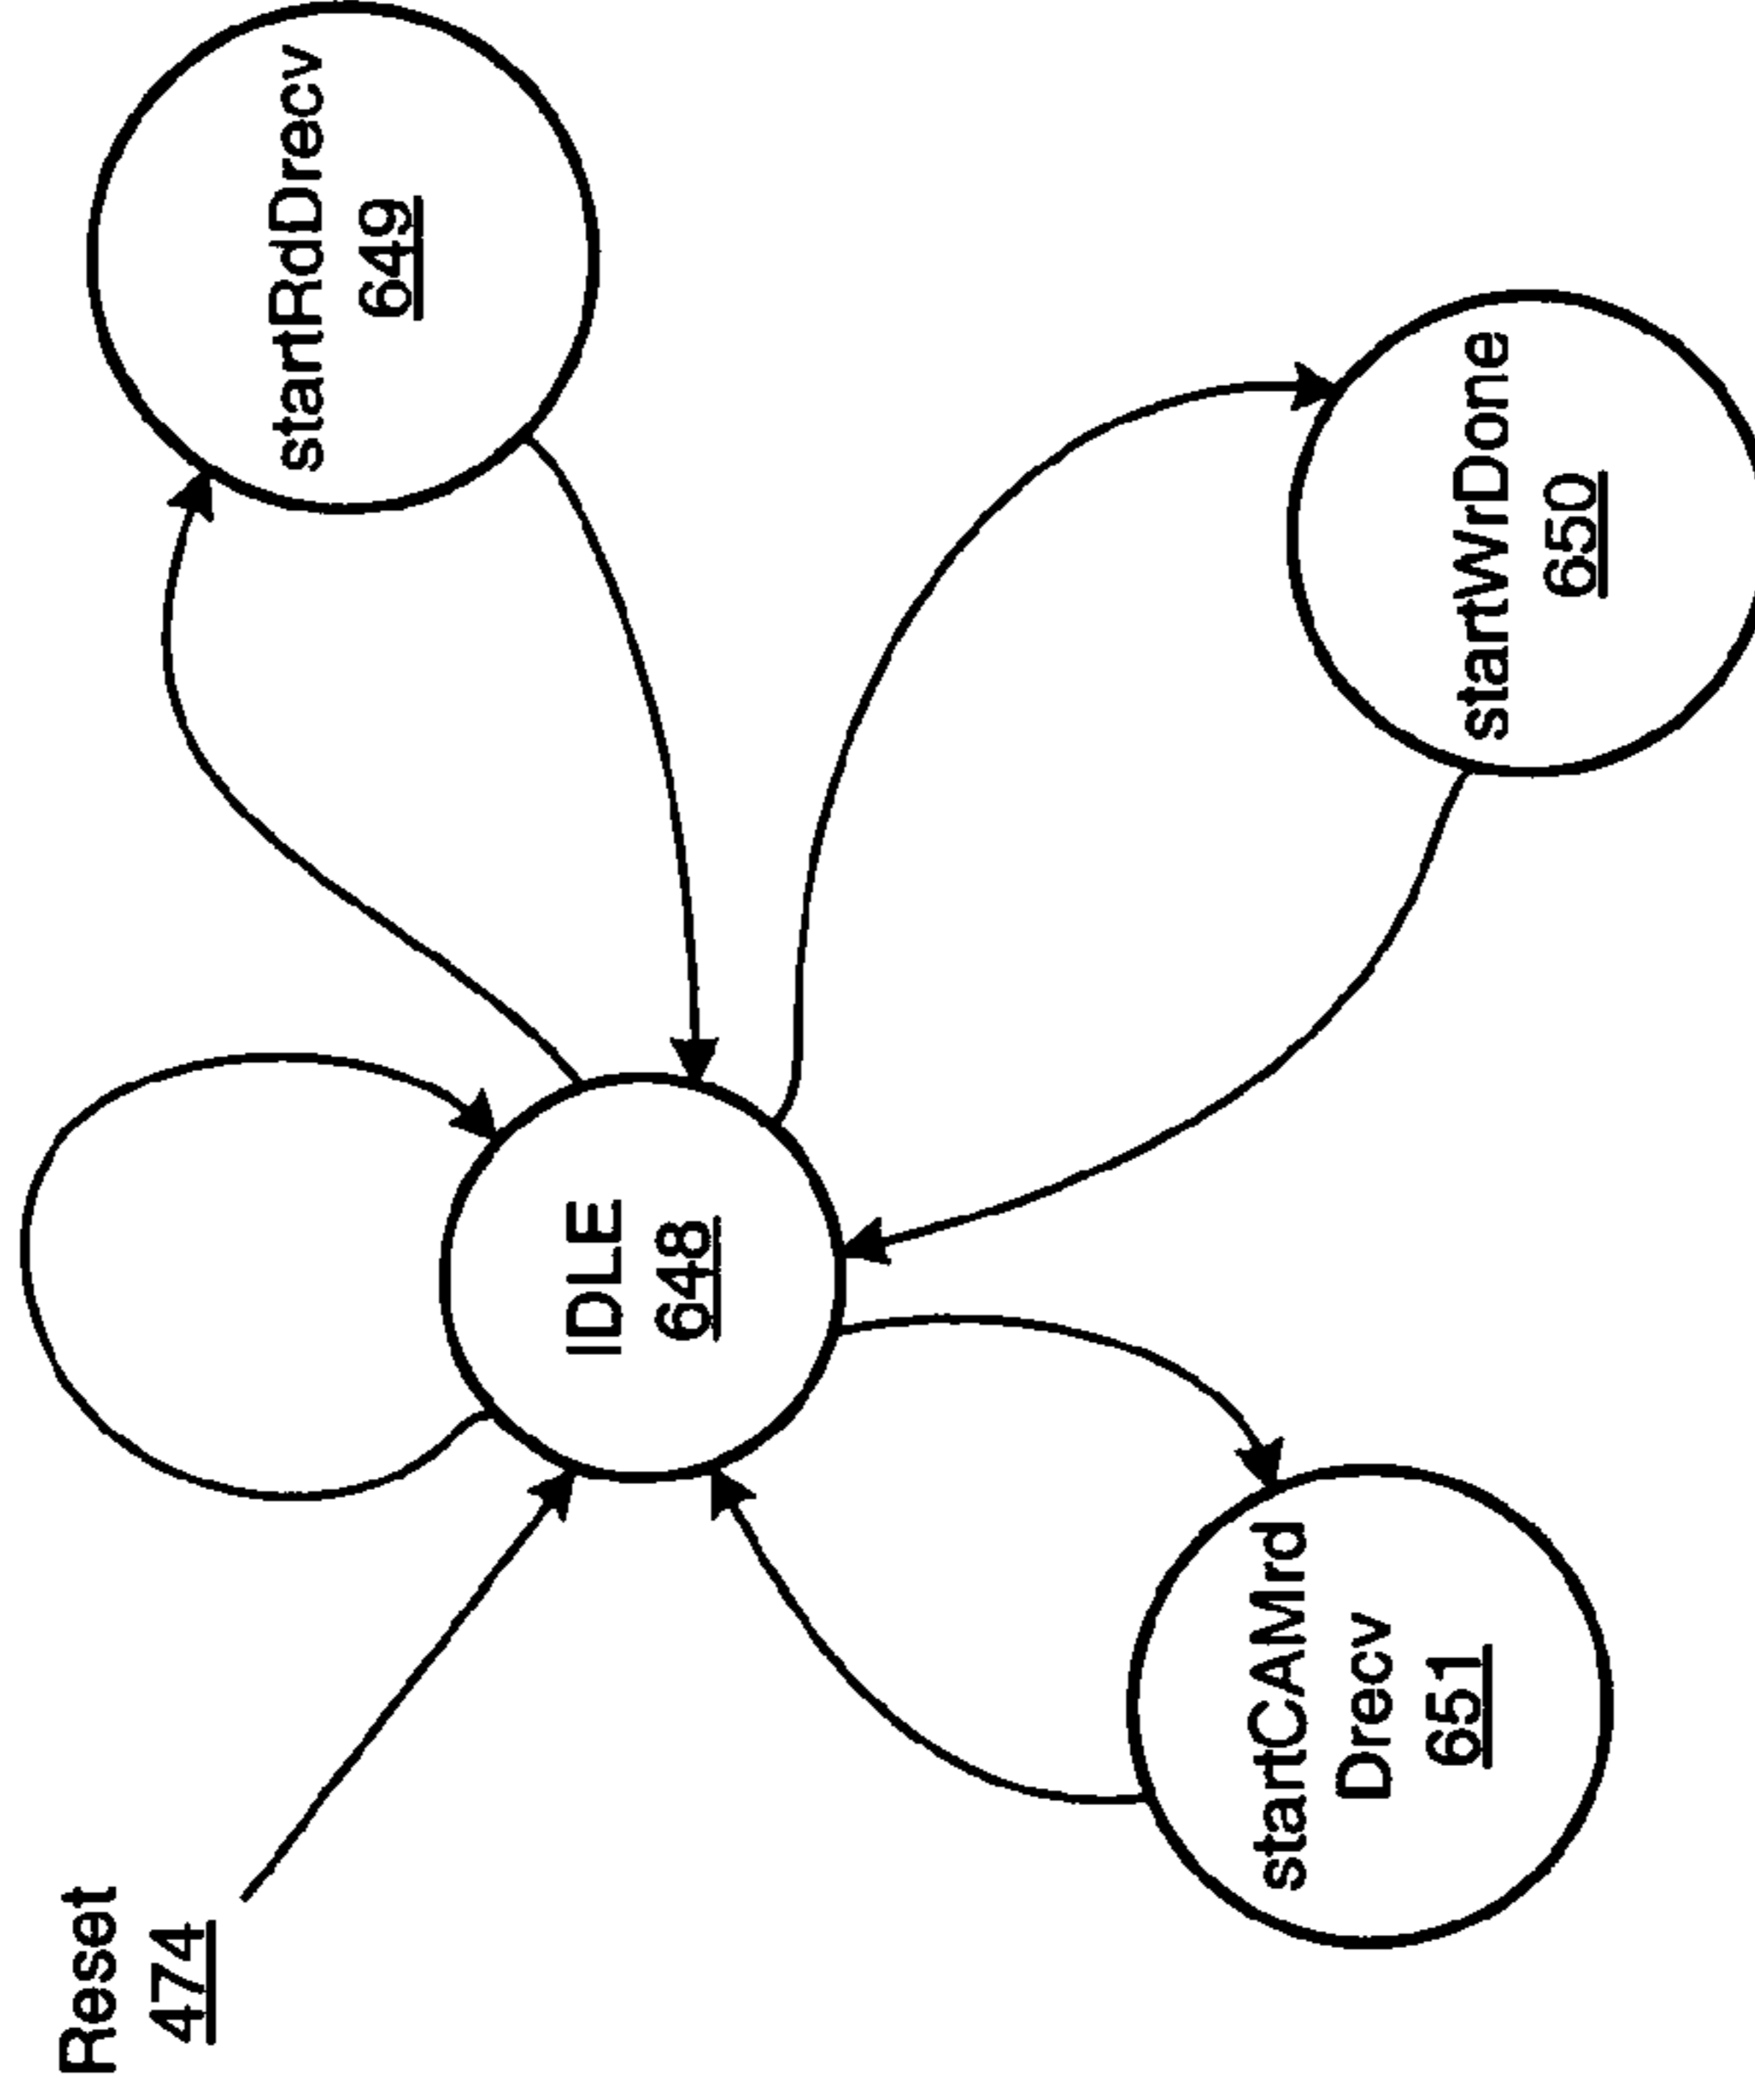 Reset
474
IDLE
648
startRdDrecv
649
startCAMrd
Drecv
651
startWrDone
650